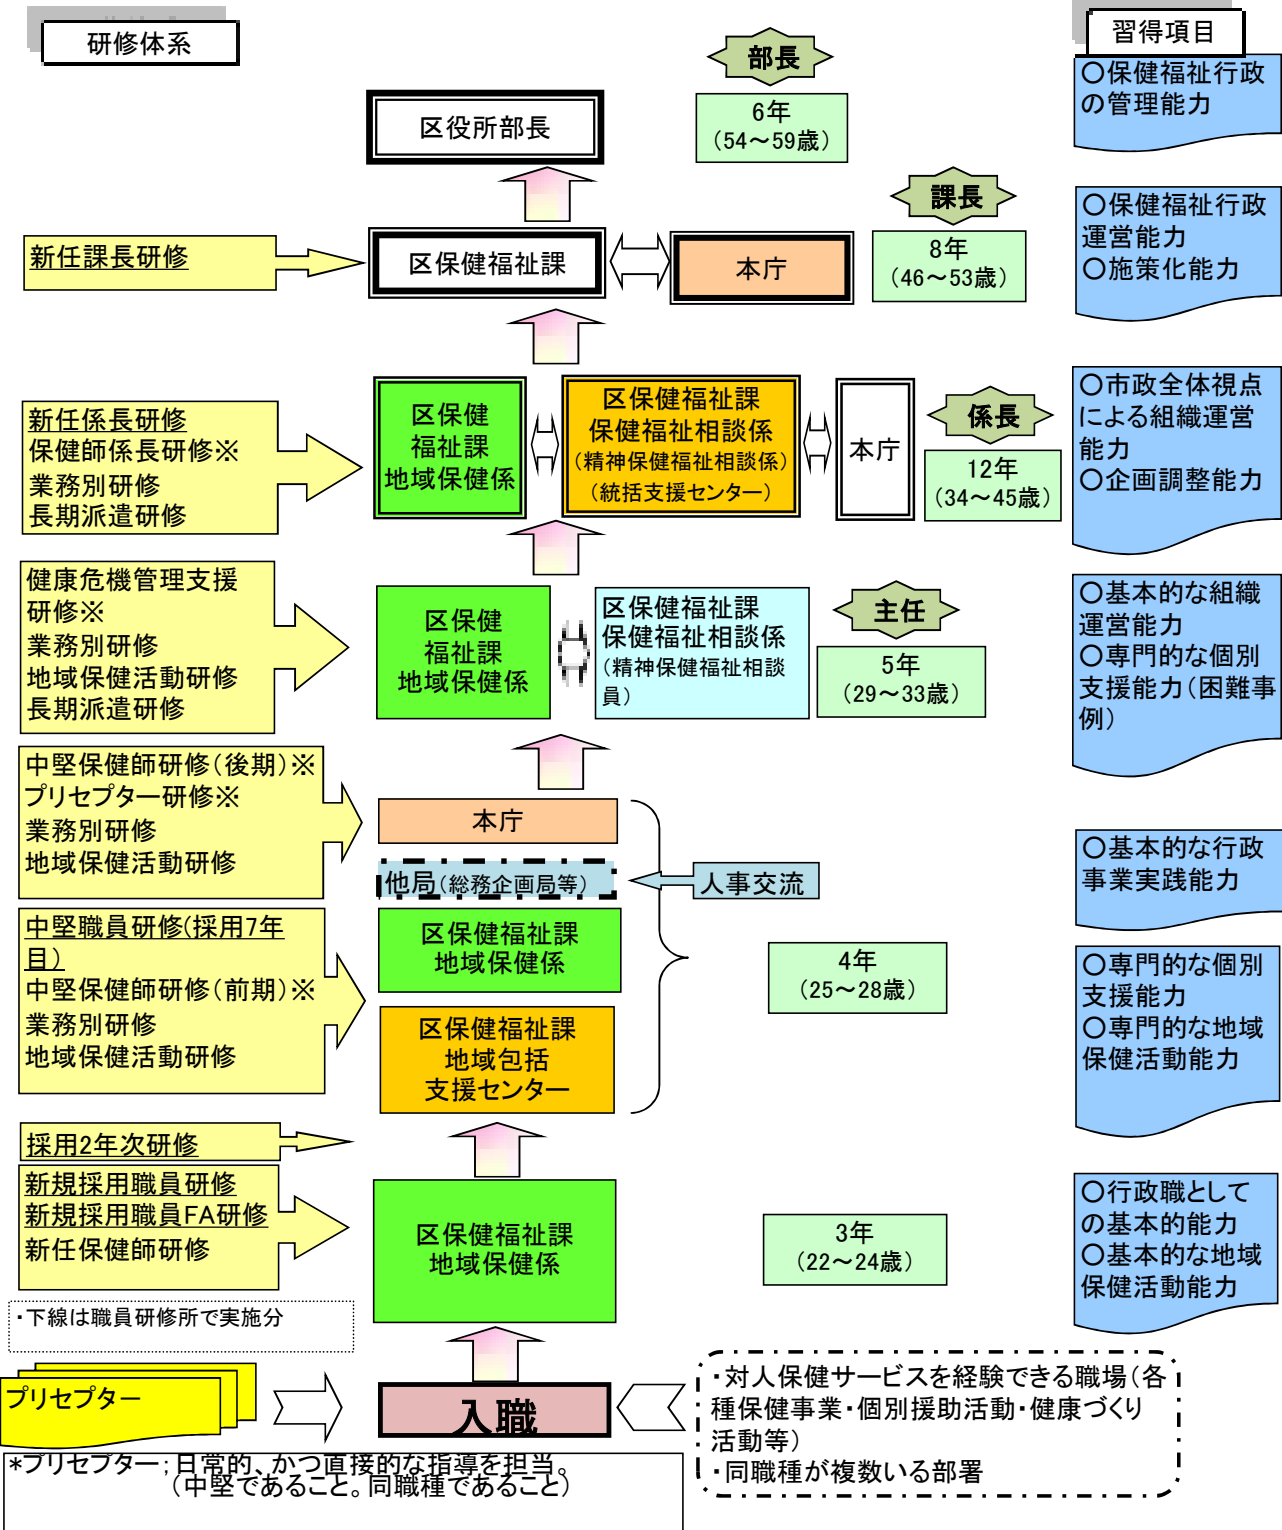 研修体系
習得項目
部長
6年
（54～59歳）
区役所部長
〇保健福祉行政
の管理能力
課長
8年
（46～53歳）
新任課長研修
区保健福祉課
本庁
〇保健福祉行政
運営能力
〇施策化能力
新任係長研修
保健師係長研修※
業務別研修
長期派遣研修
区保健
福祉課
地域保健係
区保健福祉課
保健福祉相談係
（精神保健福祉相談係）
（統括支援センター）
本庁
係長
12年
（34～45歳）
〇市政全体視点
による組織運営
能力
〇企画調整能力
健康危機管理支援
研修※
業務別研修
地域保健活動研修
長期派遣研修
区保健
福祉課
地域保健係
区保健福祉課
保健福祉相談係
（精神保健福祉相談
員）
主任
5年
（29～33歳）
〇基本的な組織
運営能力
〇専門的な個別
支援能力（困難事
例）
中堅保健師研修（後期）※
プリセプター研修※
業務別研修
地域保健活動研修
本庁
他局（総務企画局等）
人事交流
〇基本的な行政
事業実践能力
中堅職員研修(採用7年
目）
中堅保健師研修（前期）※
業務別研修
地域保健活動研修
区保健福祉課
地域保健係
区保健福祉課
地域包括
支援センター
4年
（25～28歳）
〇専門的な個別
支援能力
〇専門的な地域
保健活動能力
採用2年次研修
新規採用職員研修
新規採用職員FA研修
新任保健師研修
区保健福祉課
地域保健係
3年
（22～24歳）
〇行政職として
の基本的能力
〇基本的な地域
保健活動能力
・下線は職員研修所で実施分
プリセプター
入職
・対人保健サービスを経験できる職場（各
種保健事業・個別援助活動・健康づくり
活動等）
・同職種が複数いる部署
*プリセプター；日常的、かつ直接的な指導を担当。
（中堅であること。同職種であること）